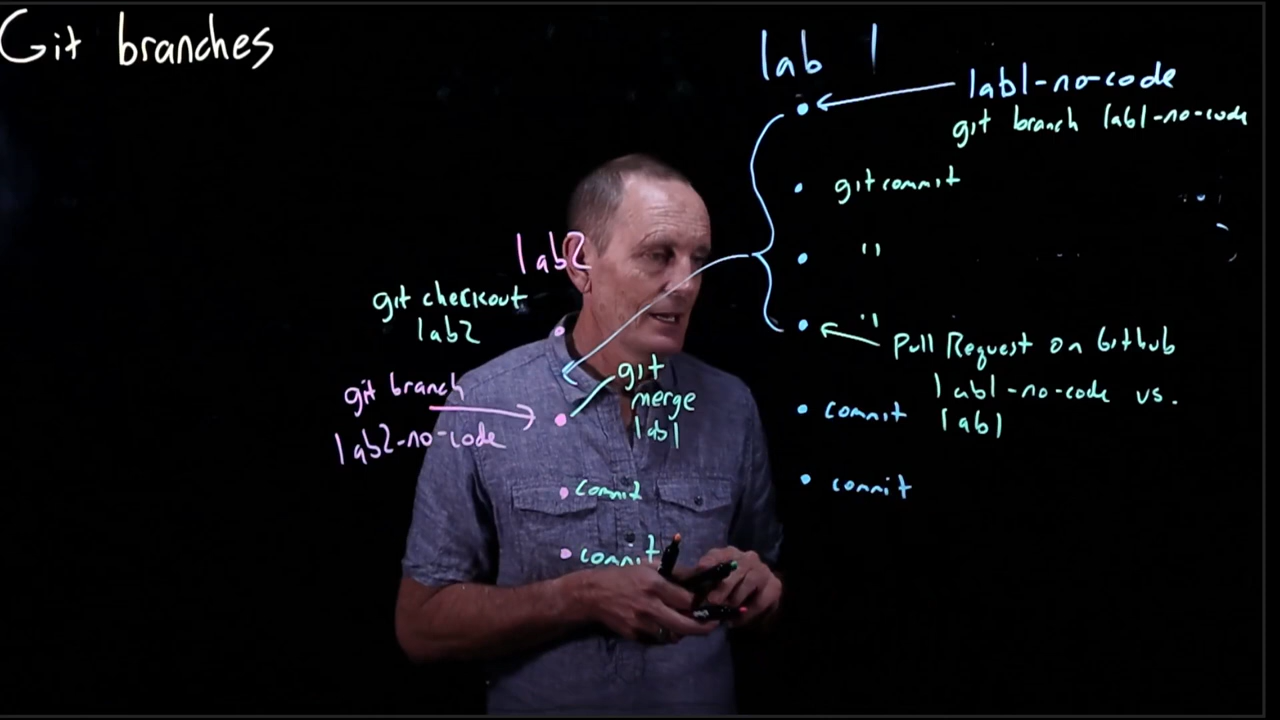 Git branches
lab 1
lab1-no-code
git branch lab1-no-code
git commit
"
"
Pull Request on Github
lab1-no-code vs.
lab1
commit
commit
lab2
git checkout
lab2
git branch
lab2-no-code
git
merge
lab1
commit
commit